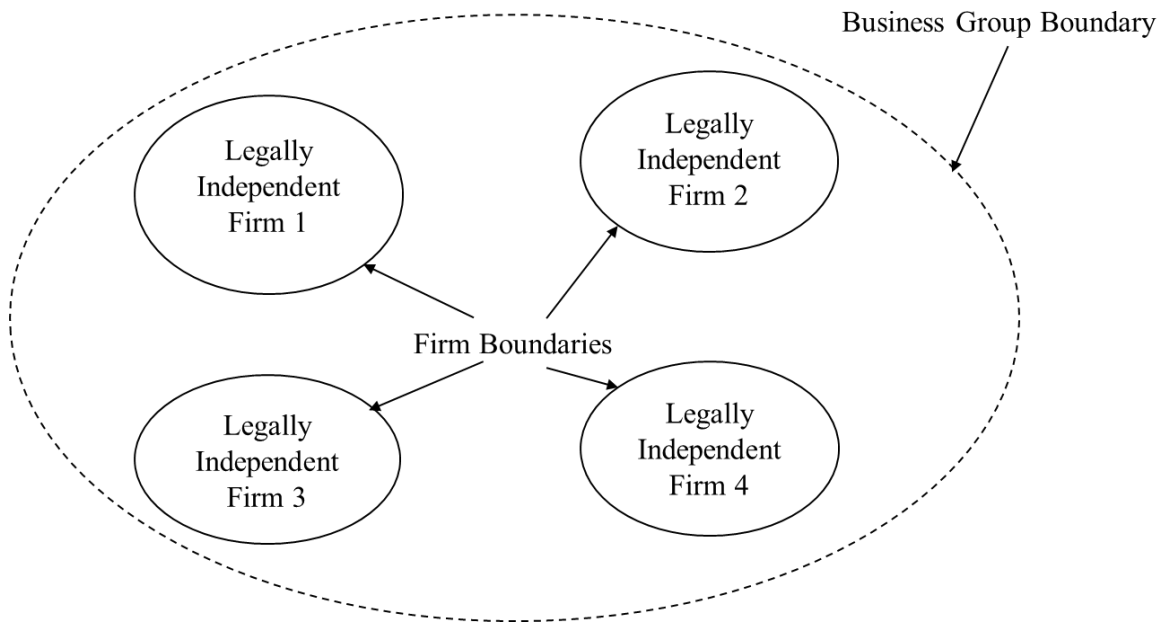 Business Group Boundary
Legally
Independent
Firm 1
Legally
Independent
Firm 2
Firm Boundaries
Legally
Independent
Firm 3
Legally
Independent
Firm 4